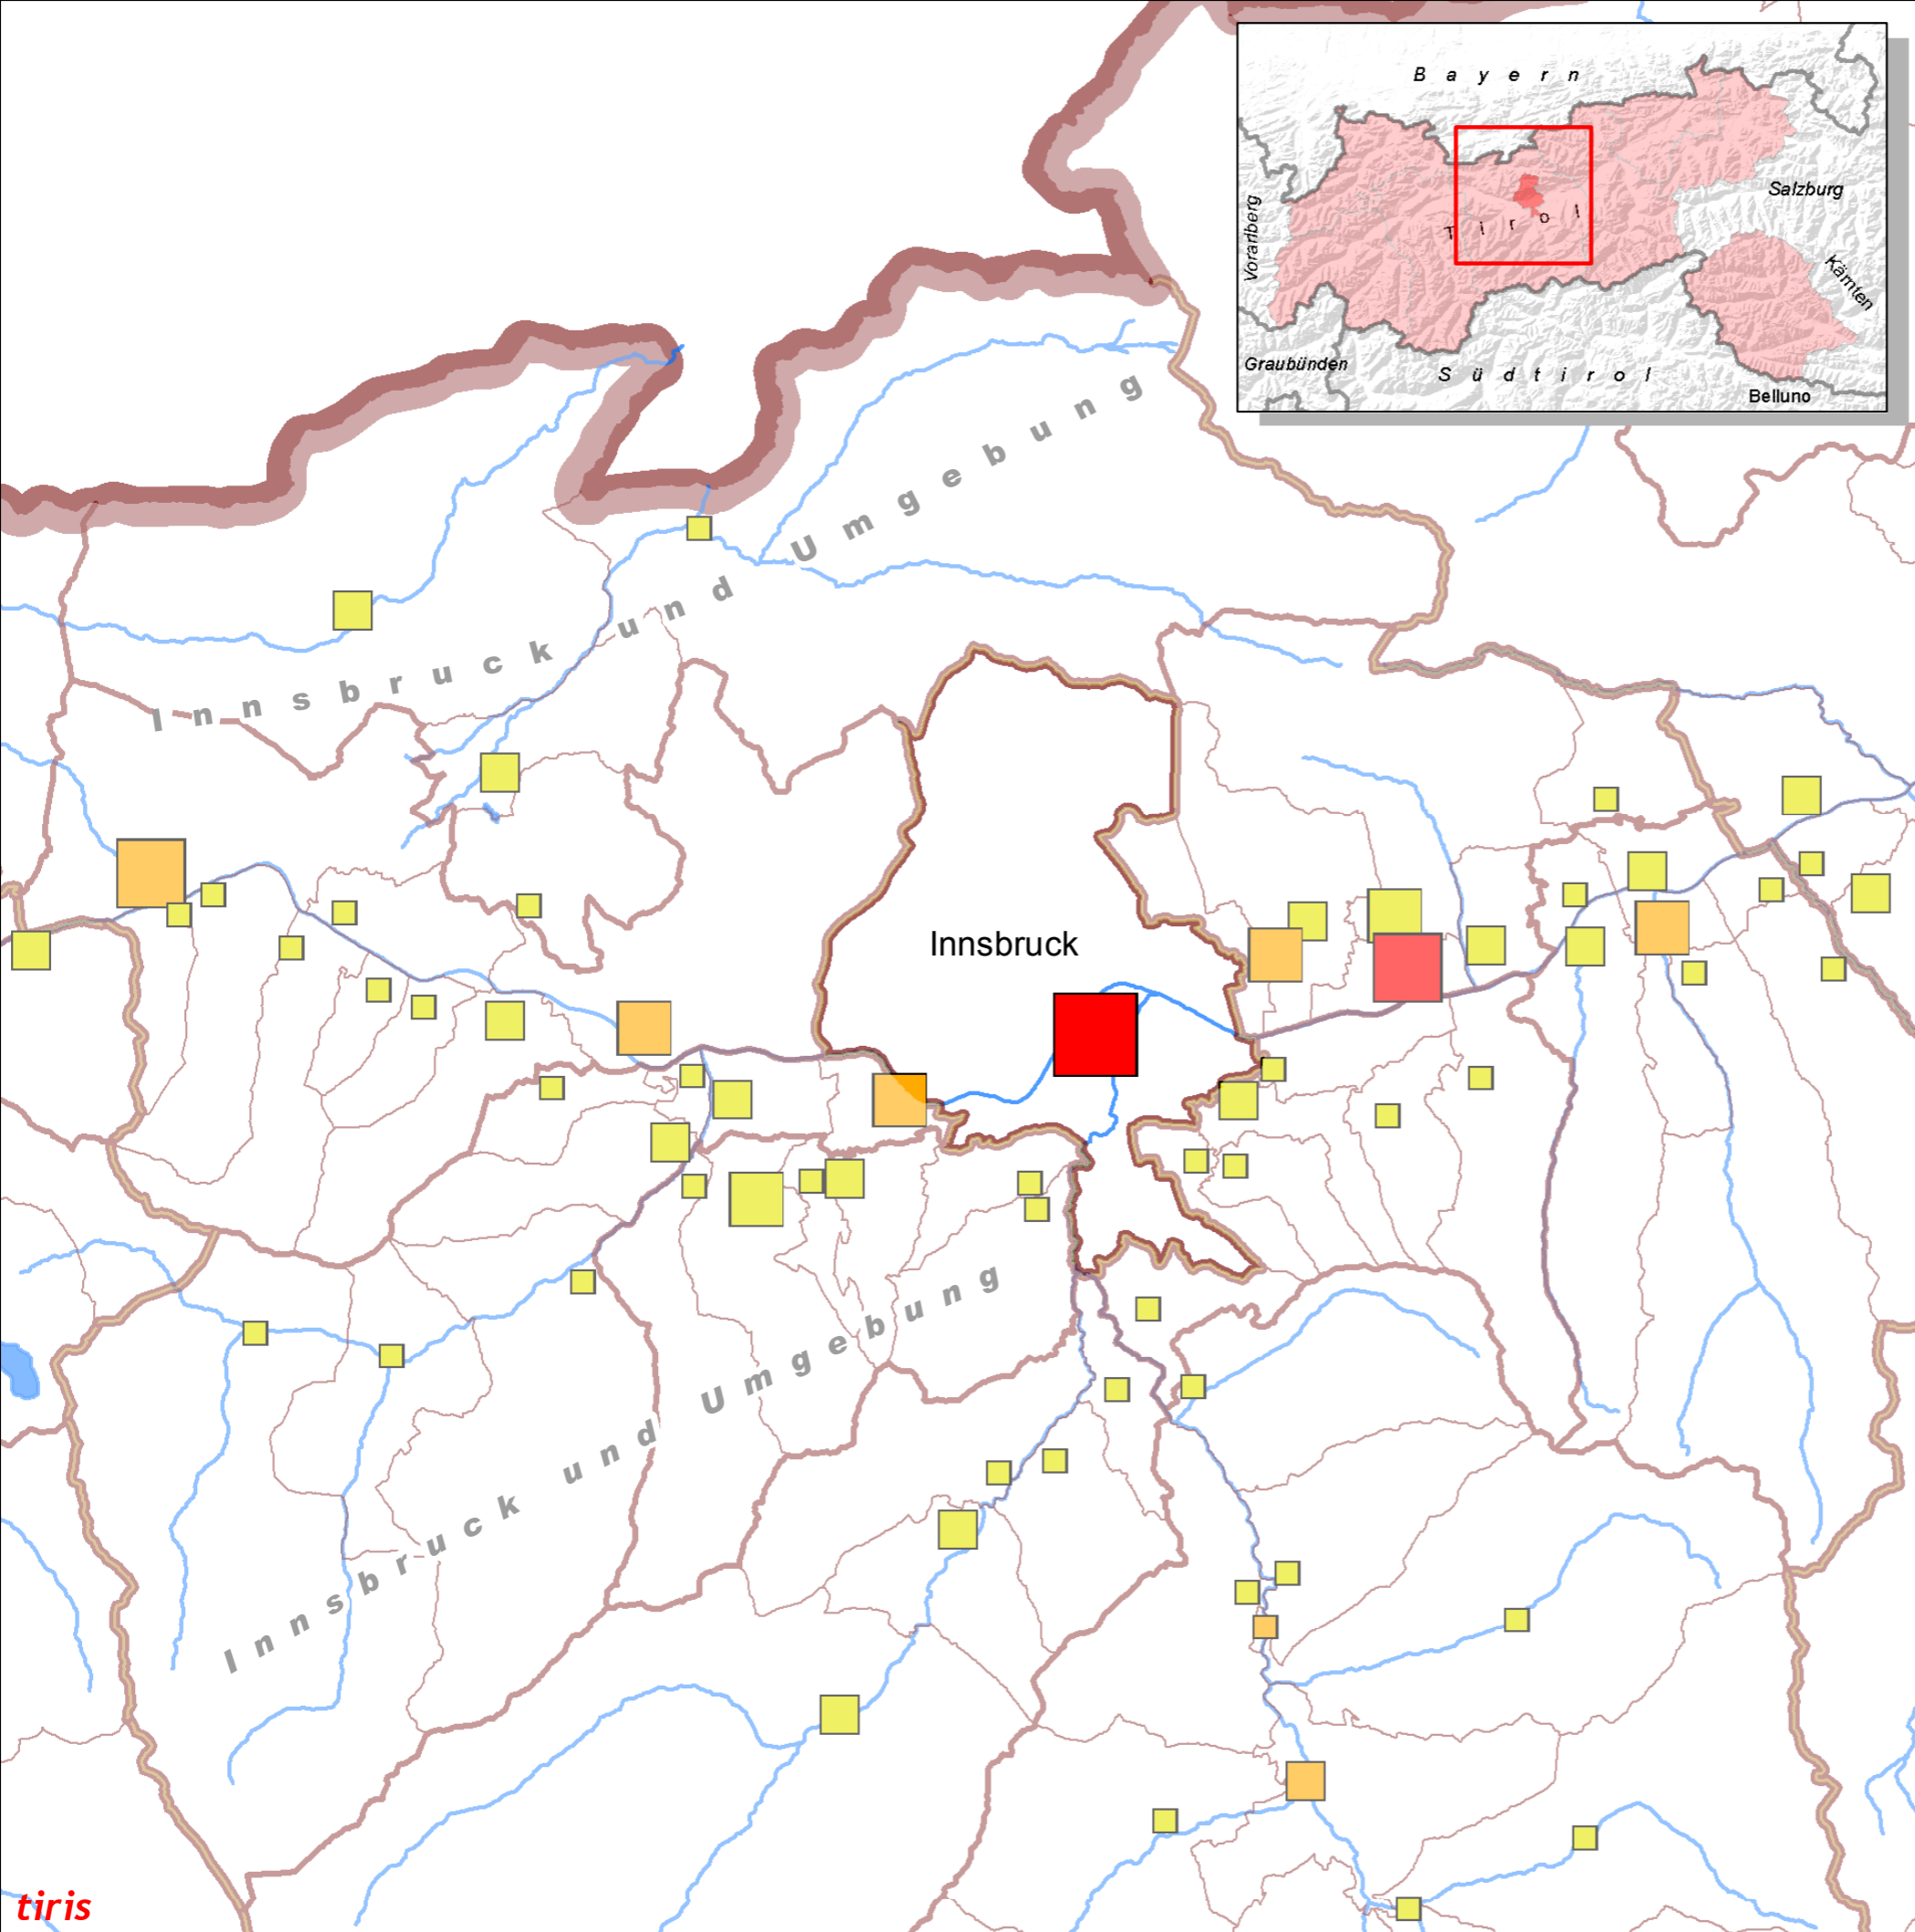 Bayern
Salzburg
Vorarlberg
Tirol
Kärnten
Graubünden
Südtirol
Belluno
Innsbruck und Umgebung
Innsbruck
Innsbruck und Umgebung
tiris